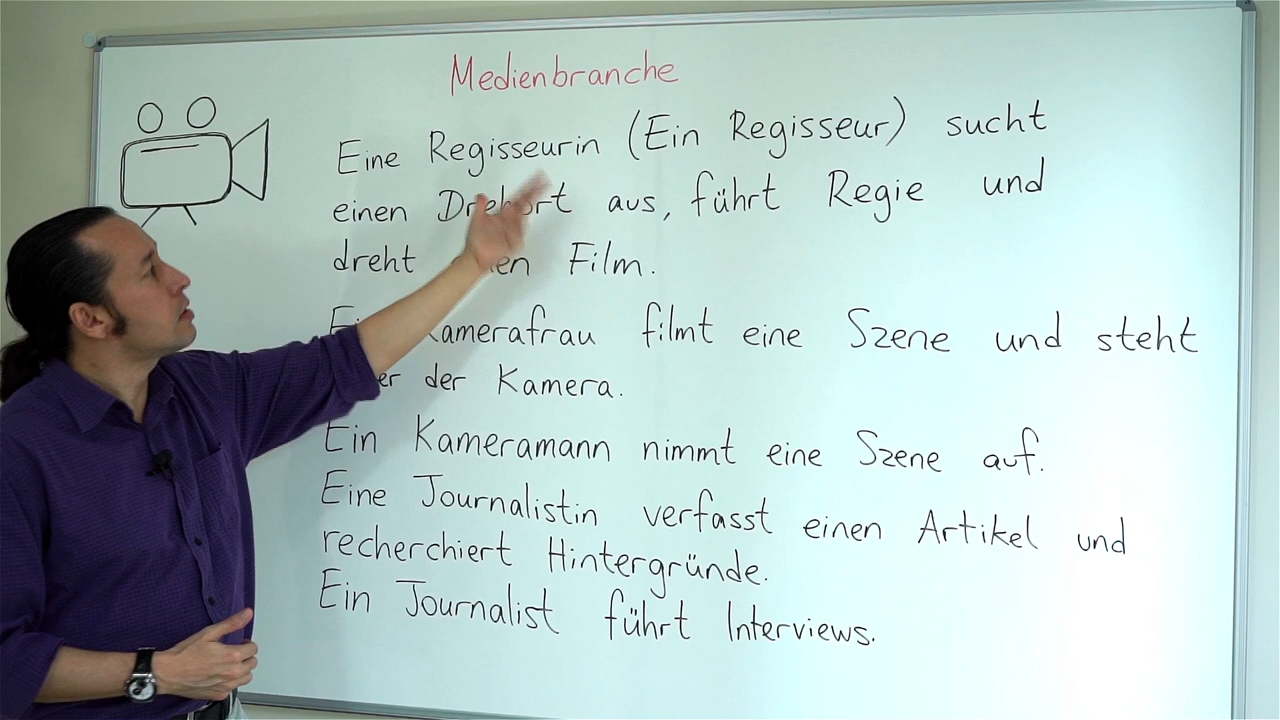 Medienbranche
Eine Regisseurin (Ein Regisseur) sucht
einen Drehort aus, führt Regie und
dreht Film.
Kamerafrau filmt eine Szene und steht
der Kamera.
Ein Kameramann nimmt eine Szene auf.
Eine Journalistin verfasst einen Artikel und
recherchiert Hintergründe.
Ein Journalist führt Interviews.